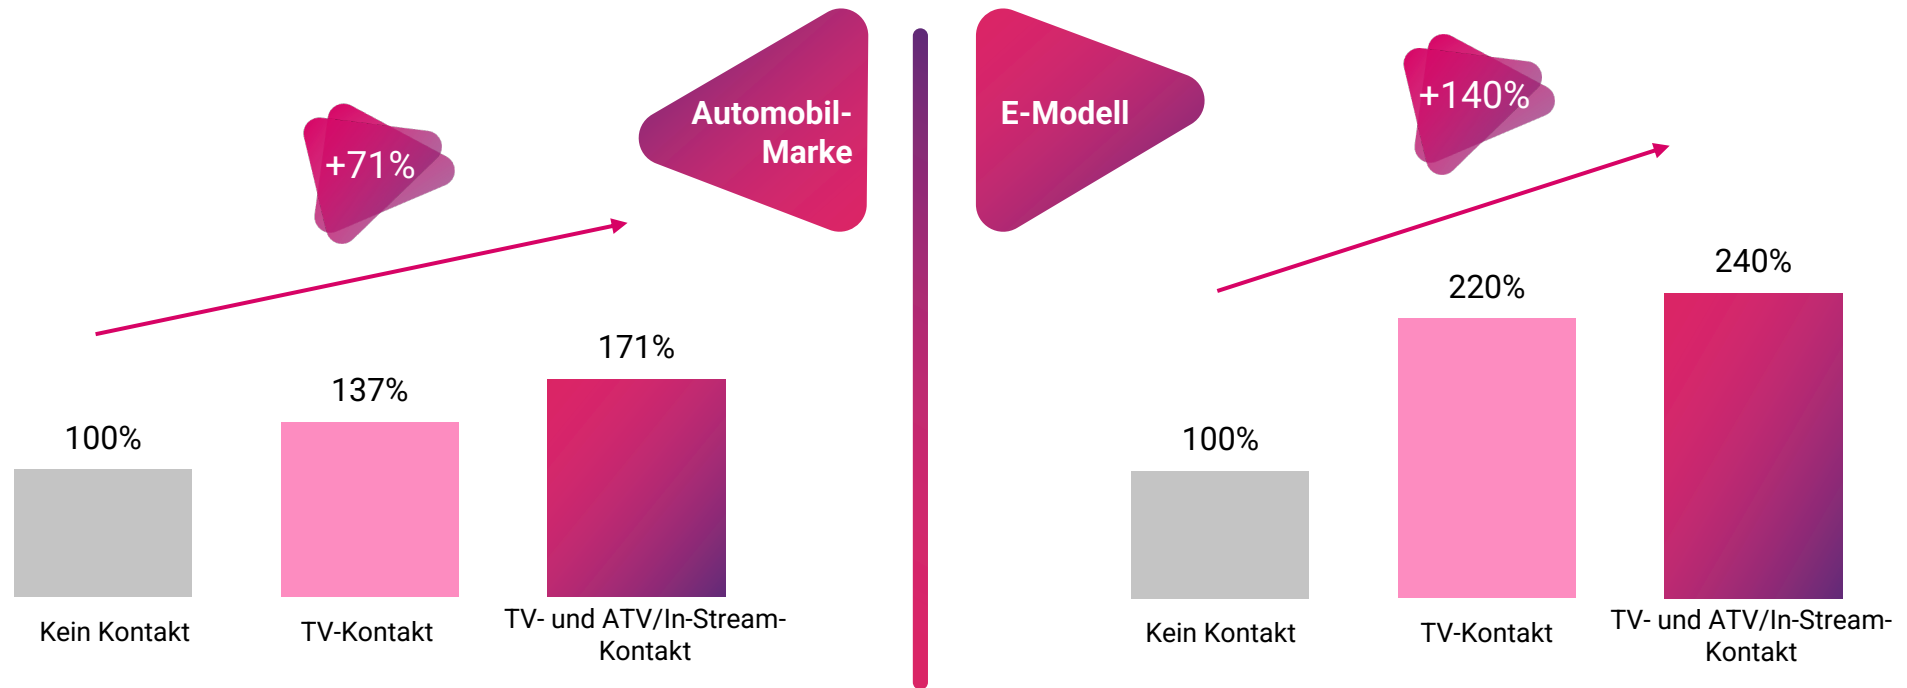 Automobil-
Marke
+71%
171%
137%
100%
Kein Kontakt
TV-Kontakt
TV- und ATV/In-Stream-
Kontakt
E-Modell
+140%
240%
220%
100%
Kein Kontakt
TV-Kontakt
TV- und ATV/In-Stream-
Kontakt